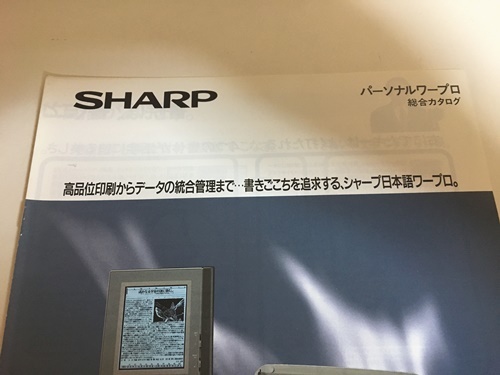 SHARP
パーソナルワープロ
総合カタログ
高品位印刷からデータの統合管理まで…書きごこちを追求する、シャープ日本語ワープロ。